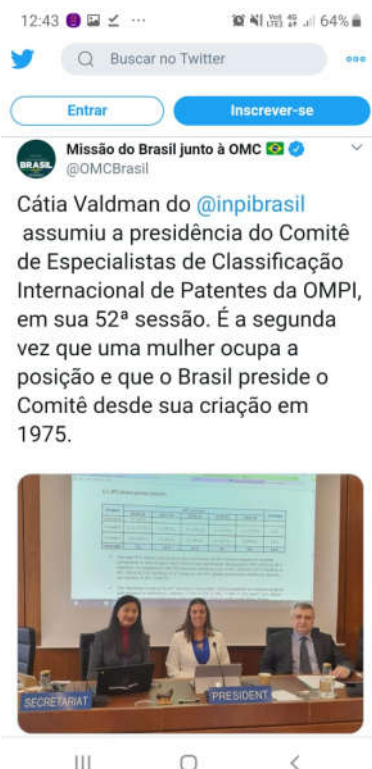 12:43
64%
Buscar no Twitter
Entrar
Inscrever-se
Missão do Brasil junto à OMC
BRASIL
@OMCBrasil
Cátia Valdman do @inpibrasil
assumiu a presidência do Comitê
de Especialistas de Classificação
Internacional de Patentes da OMPI,
em sua 52ª sessão. É a segunda
vez que uma mulher ocupa a
posição e que o Brasil preside o
Comitê desde sua criação em
1975.
SECRETARIAT
PRESIDENT